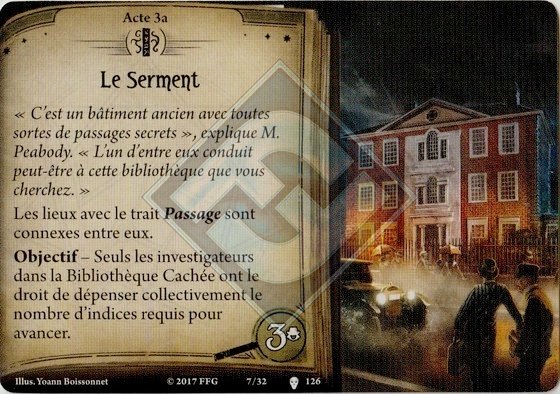 Acte 3a
Le Serment
« C'est un bâtiment ancien avec toutes
sortes de passages secrets », explique M.
Peabody. « L'un d'entre eux conduit
peut-être à cette bibliothèque que vous
cherchez. »
Les lieux avec le trait Passage sont
connexes entre eux.
Objectif – Seuls les investigateurs
dans la Bibliothèque Cachée ont le
droit de dépenser collectivement le
nombre d'indices requis pour
avancer.
3
Illus. Yoann Boissonnet
© 2017 FFG
7/32
126